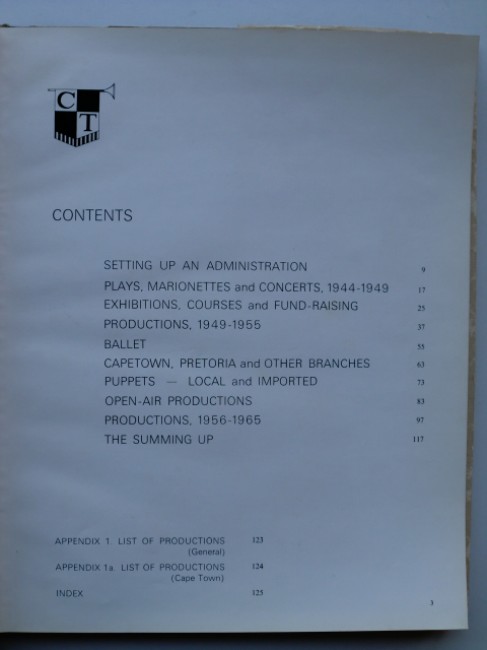 C
T
CONTENTS
SETTING UP AN ADMINISTRATION 9
PLAYS, MARIONETTES and CONCERTS, 1944-1949 17
EXHIBITIONS, COURSES and FUND-RAISING 25
PRODUCTIONS, 1949-1955 37
BALLET 55
CAPETOWN, PRETORIA and OTHER BRANCHES 63
PUPPETS — LOCAL and IMPORTED 73
OPEN-AIR PRODUCTIONS 83
PRODUCTIONS, 1956-1965 97
THE SUMMING UP 117
APPENDIX 1. LIST OF PRODUCTIONS 123
(General)
APPENDIX 1a. LIST OF PRODUCTIONS 124
(Cape Town)
INDEX 125
3